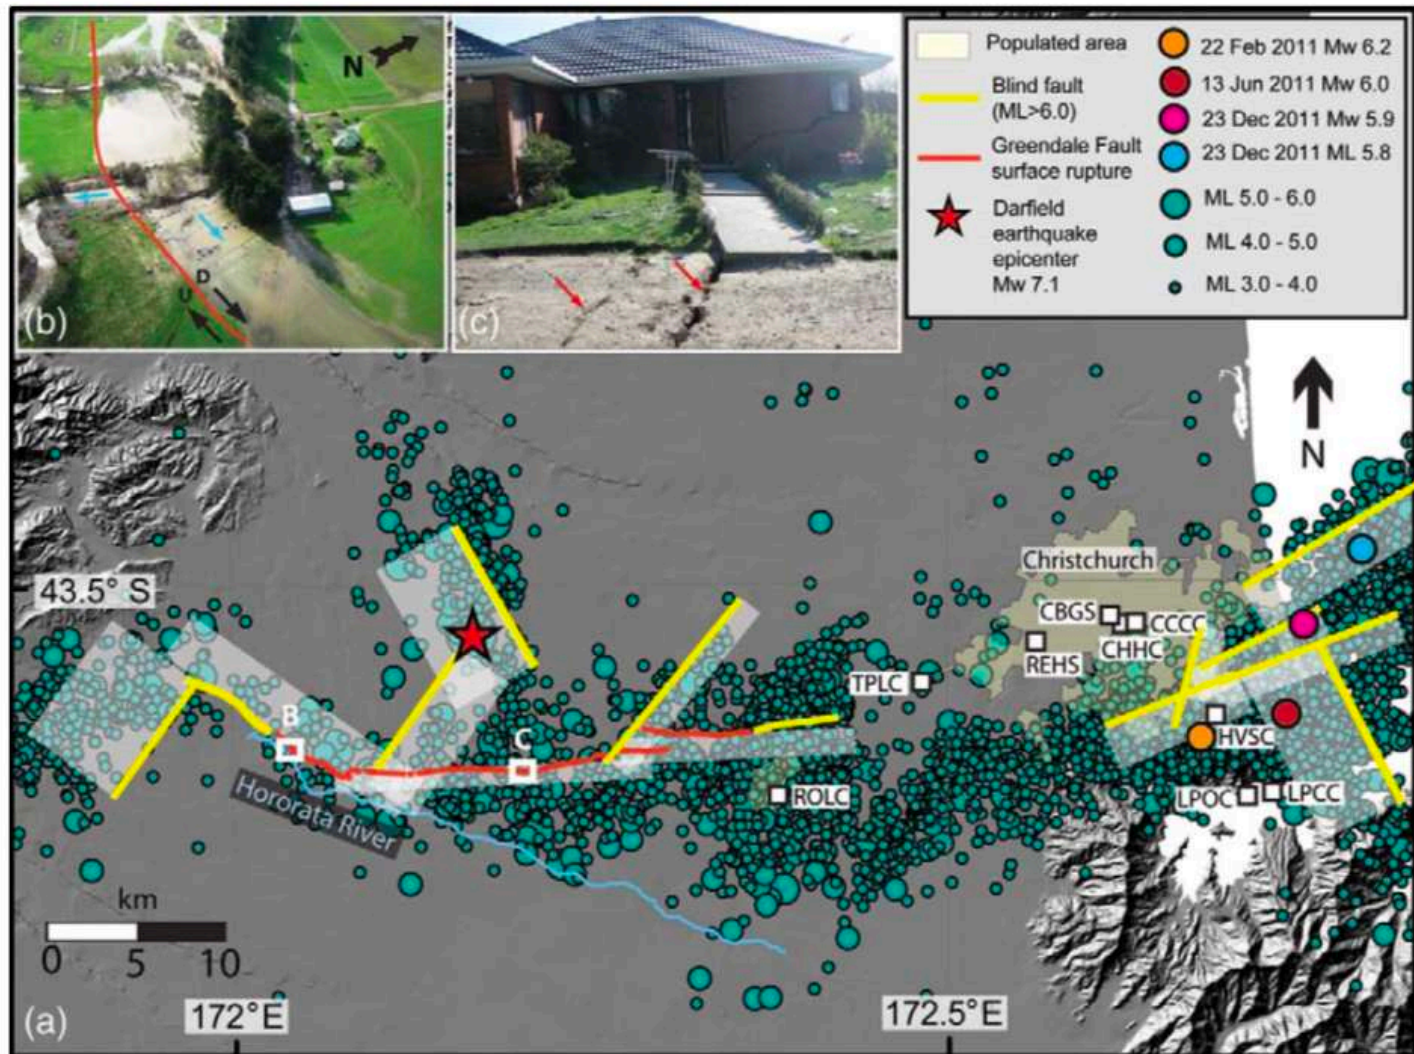 (b)
N
D
U
(c)
Populated area
Blind fault
(ML>6.0)
Greendale Fault
surface rupture
Darfield
earthquake
epicenter
Mw 7.1
22 Feb 2011 Mw 6.2
13 Jun 2011 Mw 6.0
23 Dec 2011 Mw 5.9
23 Dec 2011 ML 5.8
ML 5.0 - 6.0
ML 4.0 - 5.0
ML 3.0 - 4.0
N
43.5° S
Christchurch
CBGS
CCCC
REHS
CHHC
TPLC
B
C
HVSC
Hororata River
ROLC
LPOC
LPCC
km
0 5 10
(a)
172°E
172.5°E